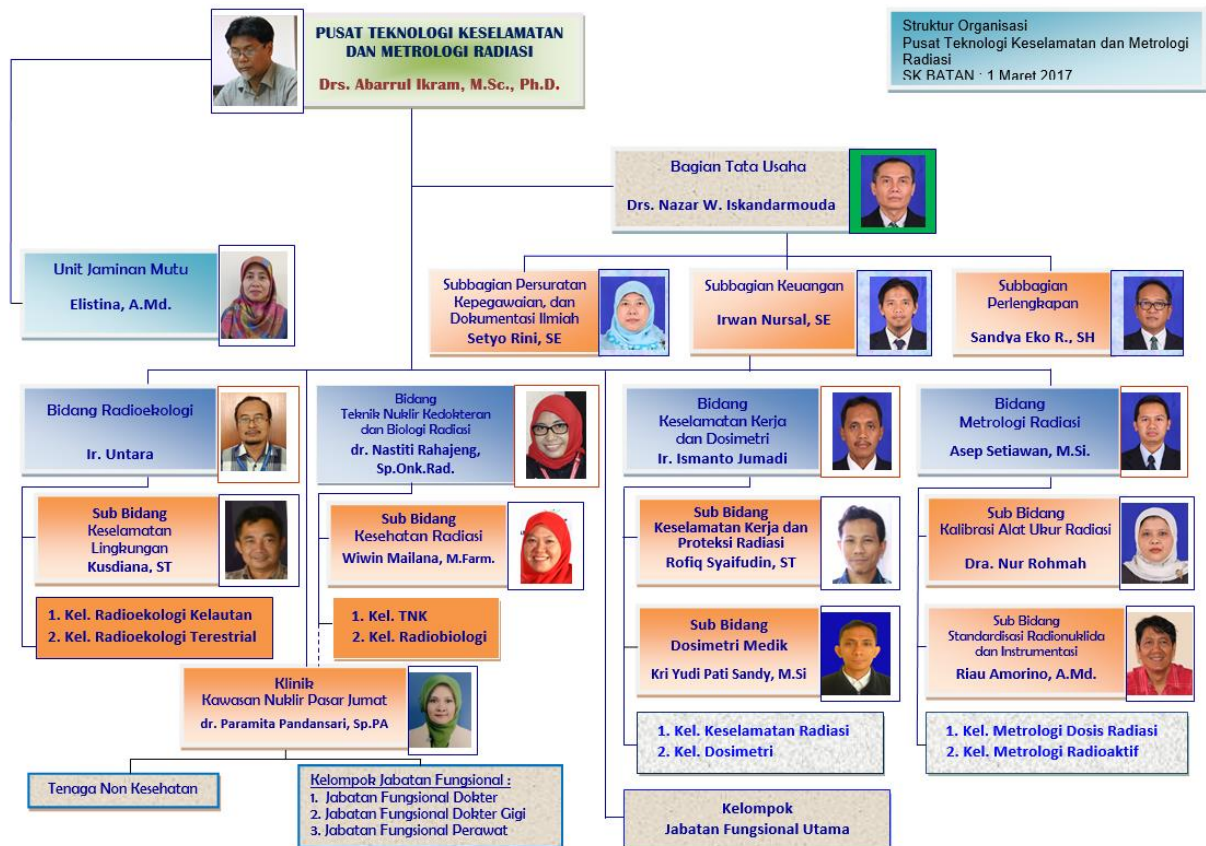 PUSAT TEKNOLOGI KESELAMATAN
DAN METROLOGI RADIASI
Drs. Abarrul Ikram, M.Sc., Ph.D.
Struktur Organisasi
Pusat Teknologi Keselamatan dan Metrologi
Radiasi
SK BATAN : 1 Maret 2017
Bagian Tata Usaha
Drs. Nazar W. Iskandarmouda
Unit Jaminan Mutu
Elistina, A.Md.
Subbagian Persuratan
Kepegawaian, dan
Dokumentasi Ilmiah
Setyo Rini, SE
Subbagian Keuangan
Irwan Nursal, SE
Subbagian
Perlengkapan
Sandya Eko R., SH
Bidang Radioekologi
Ir. Untara
Bidang
Teknik Nuklir Kedokteran
dan Biologi Radiasi
dr. Nastiti Rahajeng,
Sp.Onk.Rad.
Bidang
Keselamatan Kerja
dan Dosimetri
Ir. Ismanto Jumadi
Bidang
Metrologi Radiasi
Asep Setiawan, M.Si.
Sub Bidang
Keselamatan
Lingkungan
Kusdiana, ST
Sub Bidang
Kesehatan Radiasi
Wiwin Mailana, M.Farm.
Sub Bidang
Keselamatan Kerja dan
Proteksi Radiasi
Rofiq Syaifudin, ST
Sub Bidang
Kalibrasi Alat Ukur Radiasi
Dra. Nur Rohmah
1. Kel. Radioekologi Kelautan
2. Kel. Radioekologi Terestrial
1. Kel. TNK
2. Kel. Radiobiologi
Sub Bidang
Dosimetri Medik
Kri Yudi Pati Sandy, M.Si
Sub Bidang
Standardisasi Radionuklida
dan Instrumentasi
Riau Amorino, A.Md.
Klinik
Kawasan Nuklir Pasar Jumat
dr. Paramita Pandansari, Sp.PA
1. Kel. Keselamatan Radiasi
2. Kel. Dosimetri
1. Kel. Metrologi Dosis Radiasi
2. Kel. Metrologi Radioaktif
Tenaga Non Kesehatan
Kelompok Jabatan Fungsional :
1. Jabatan Fungsional Dokter
2. Jabatan Fungsional Dokter Gigi
3. Jabatan Fungsional Perawat
Kelompok
Jabatan Fungsional Utama